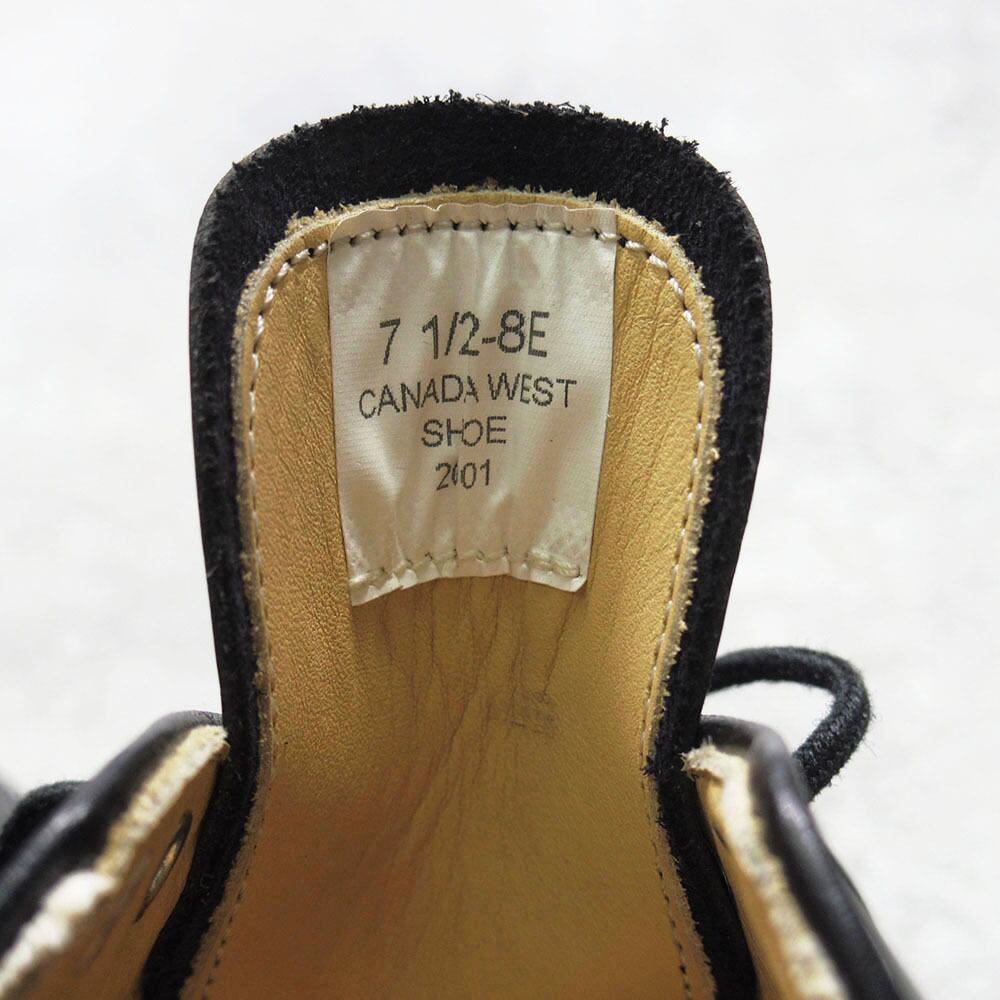 7 1/2-8E
CANADA WEST
SHOE
2001